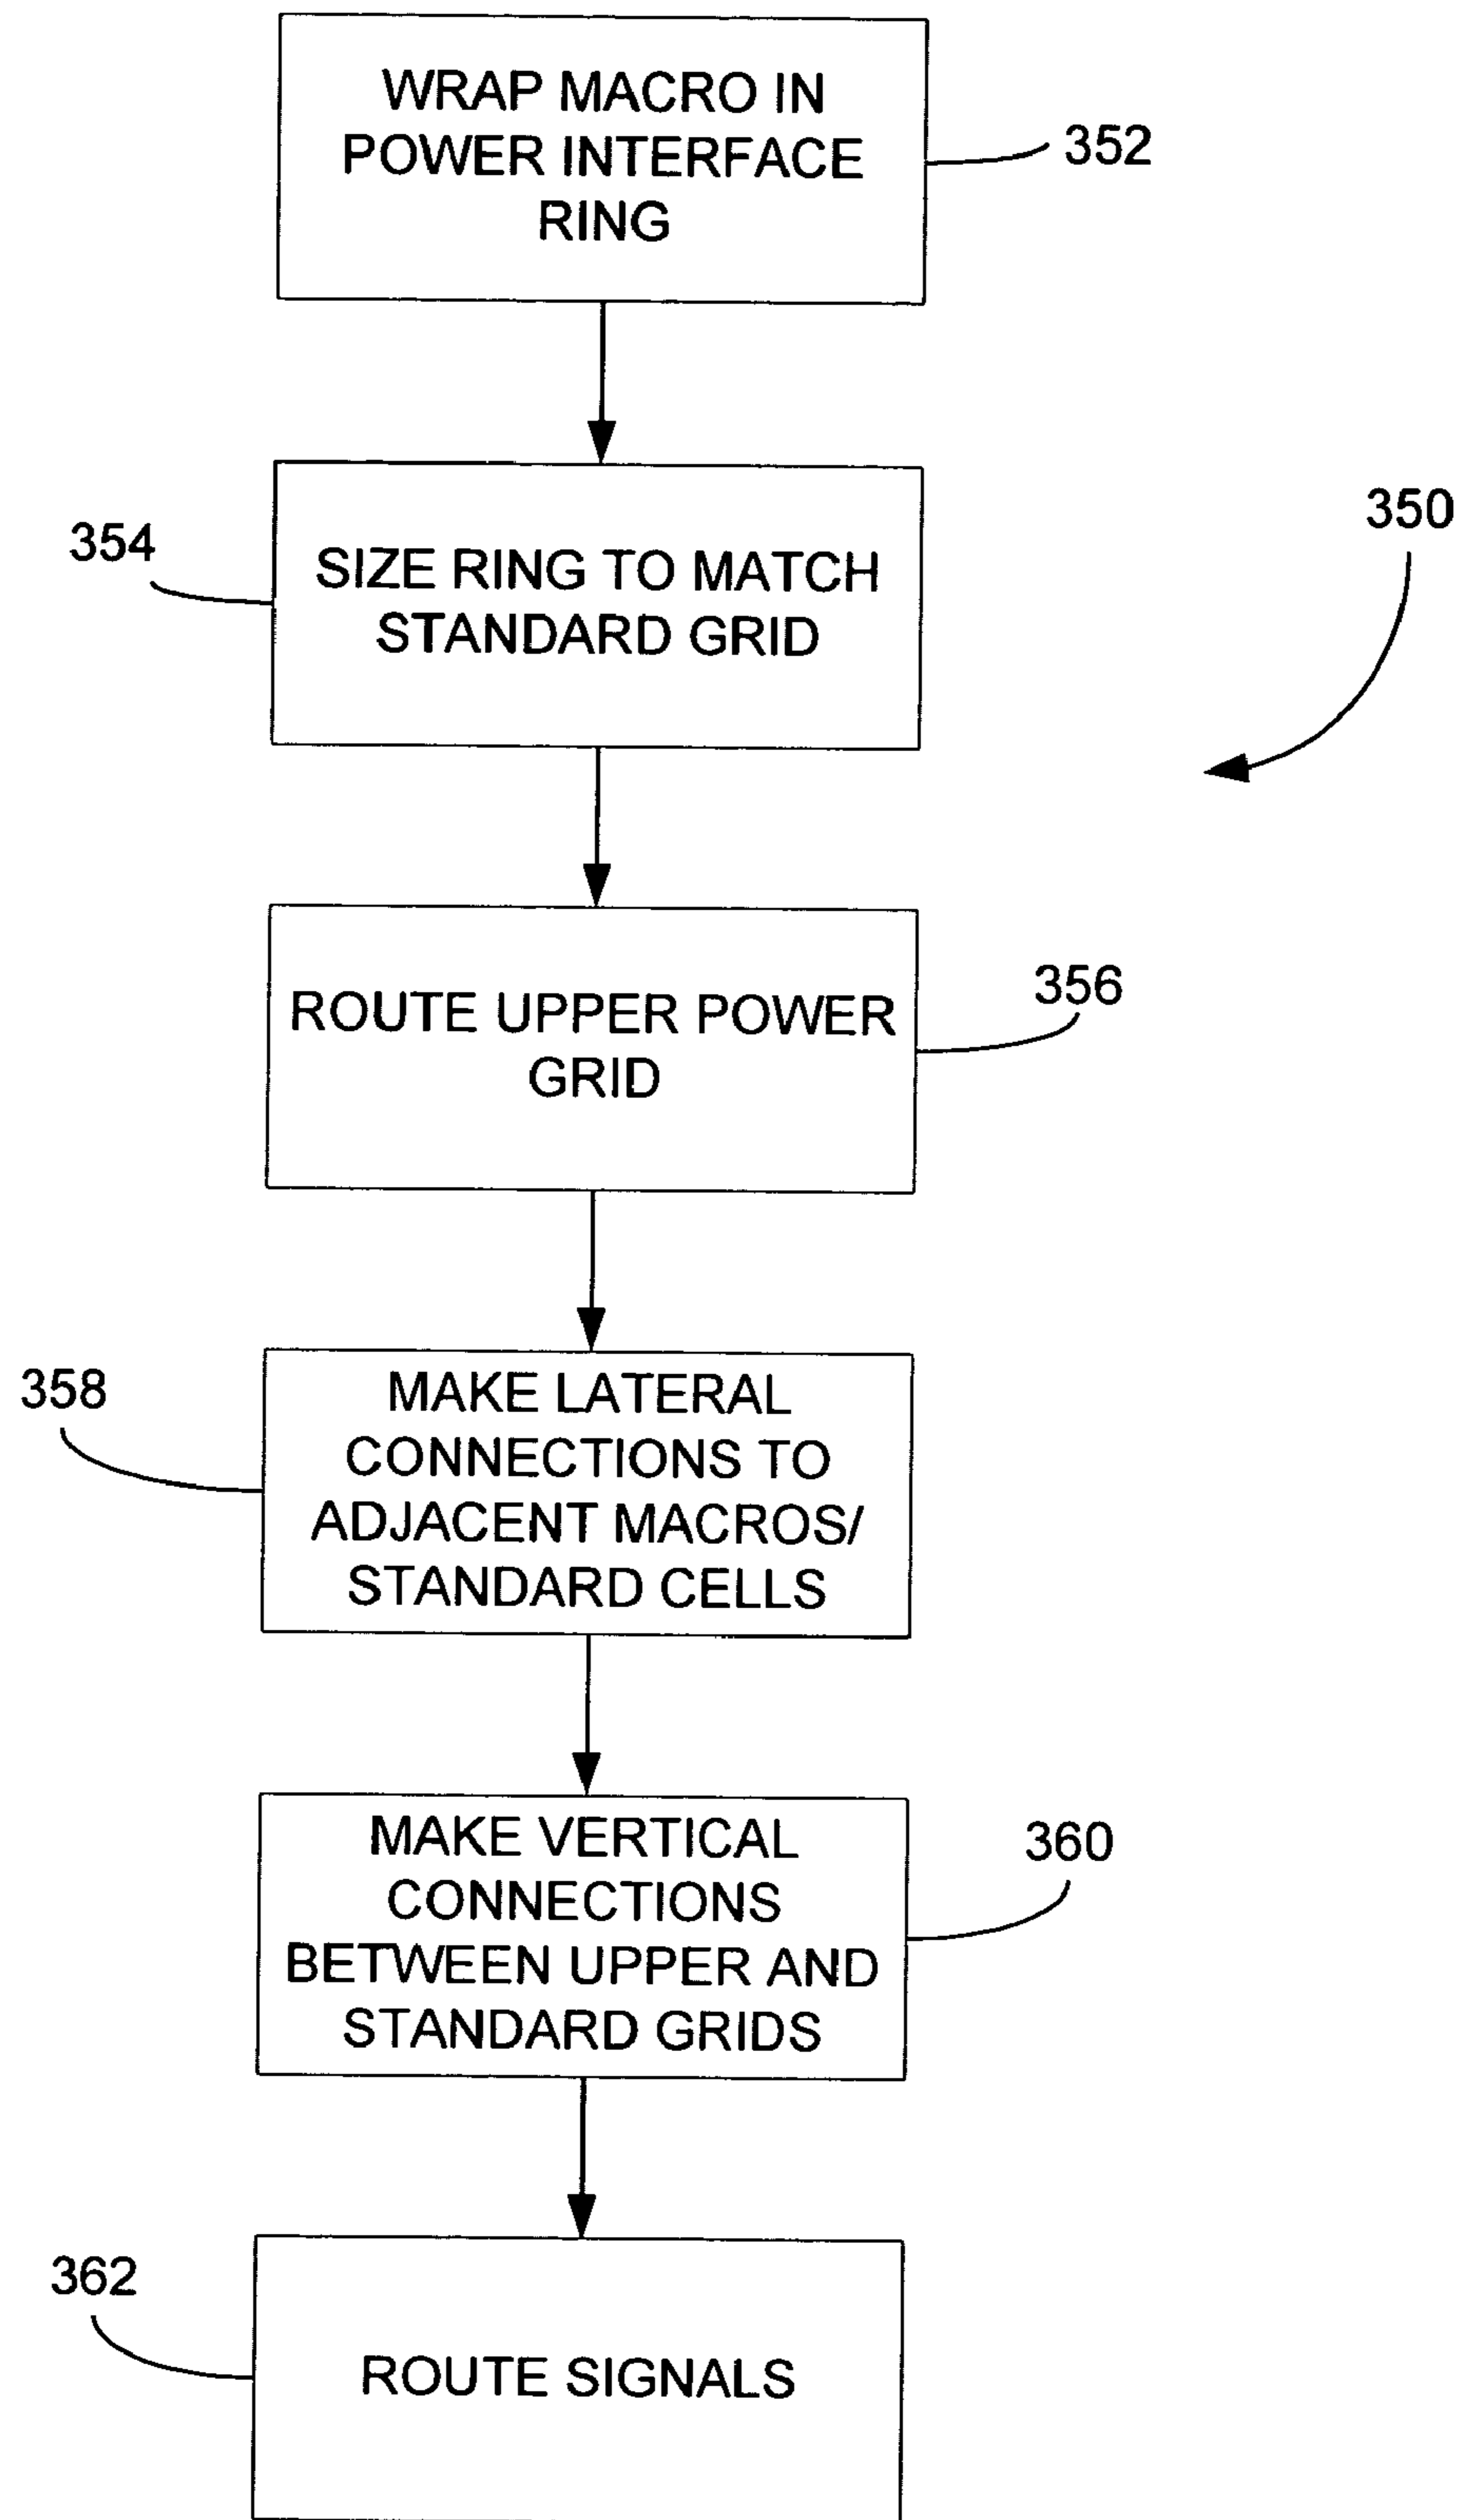 WRAP MACRO IN
POWER INTERFACE
RING
352
354
SIZE RING TO MATCH
STANDARD GRID
350
ROUTE UPPER POWER
GRID
356
358
MAKE LATERAL
CONNECTIONS TO
ADJACENT MACROS/
STANDARD CELLS
MAKE VERTICAL
CONNECTIONS
BETWEEN UPPER AND
STANDARD GRIDS
360
362
ROUTE SIGNALS